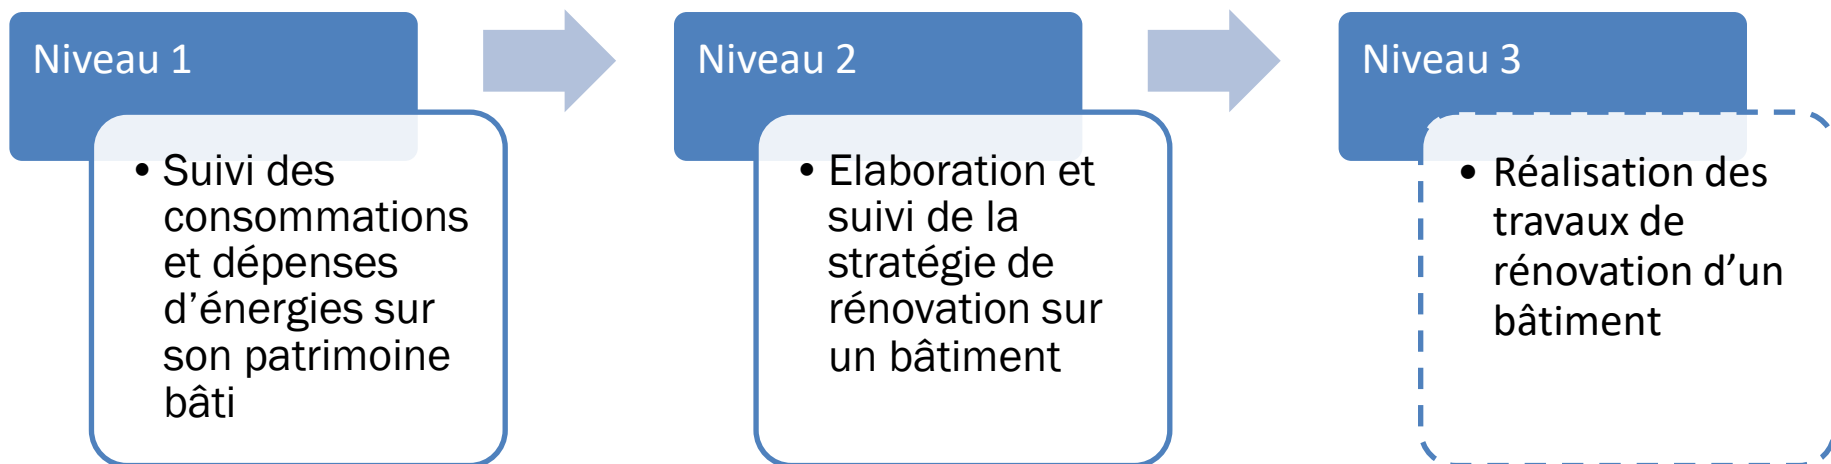 Niveau 1
• Suivi des
consommations
et dépenses
d’énergies sur
son patrimoine
bâti
Niveau 2
• Elaboration et
suivi de la
stratégie de
rénovation sur
un bâtiment
Niveau 3
• Réalisation des
travaux de
rénovation d’un
bâtiment